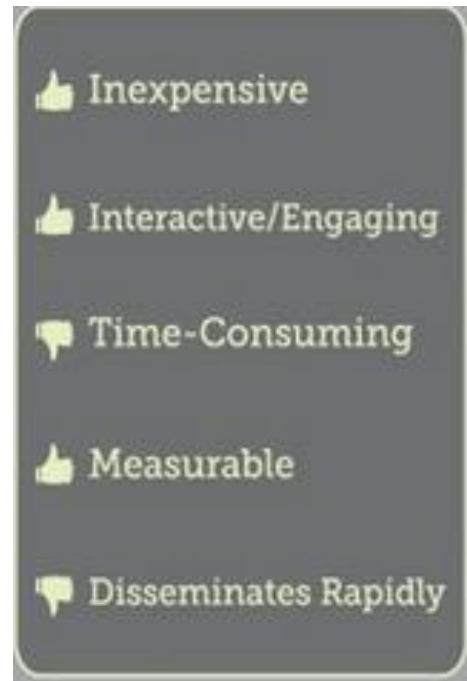 Inexpensive
Interactive/Engaging
Time-Consuming
Measurable
Disseminates Rapidly